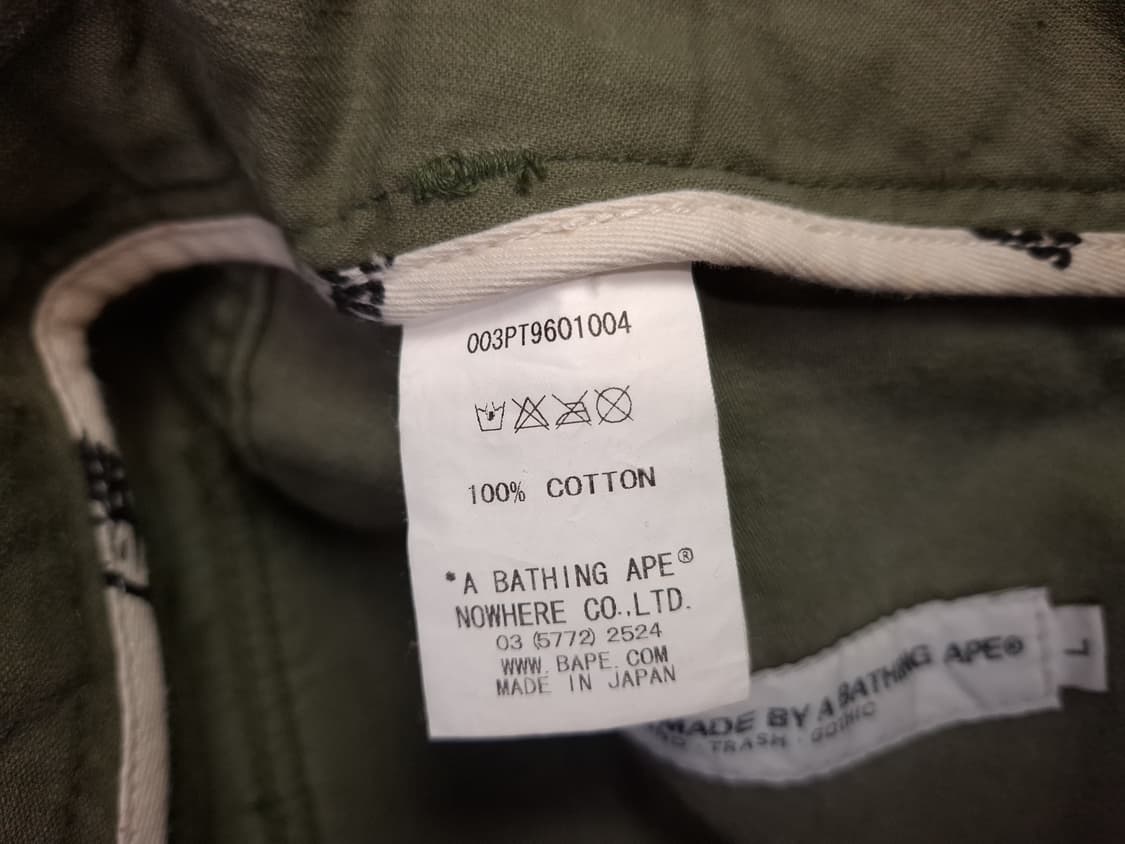 003PT9601004
100% COTTON
*A BATHING APE®
NOWHERE CO.,LTD.
03 (5772) 2524
WWW.BAPE.COM
MADE IN JAPAN
MADE BY A BATHING APE®
TRASH · GOTHIC
L